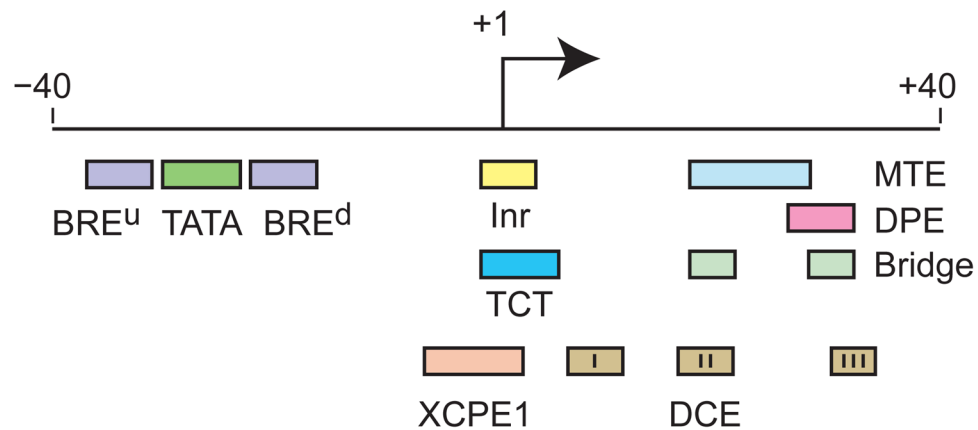 +1
−40 +40
BREᵘ TATA BREᵈ Inr MTE
DPE
TCT Bridge
I II III
XCPE1 DCE